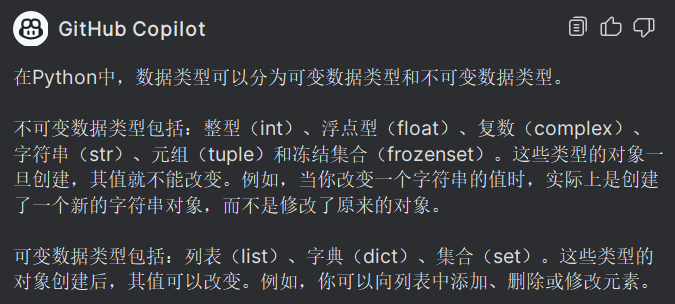 GitHub Copilot
在Python中，数据类型可以分为可变数据类型和不可变数据类型。
不可变数据类型包括：整型（int）、浮点型（float）、复数（complex）、
字符串（str）、元组（tuple）和冻结集合（frozenset）。这些类型的对象一
旦创建，其值就不能改变。例如，当你改变一个字符串的值时，实际上是创建
了一个新的字符串对象，而不是修改了原来的对象。
可变数据类型包括：列表（list）、字典（dict）、集合（set）。这些类型的
对象创建后，其值可以改变。例如，你可以向列表中添加、删除或修改元素。